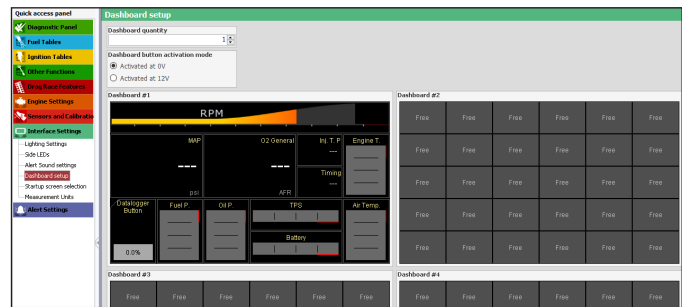 Quick access panel
Diagnostic Panel
Fuel Tables
Ignition Tables
Other Functions
Drag Race Features
Engine Settings
Sensors and Calibratio
Interface Settings
Lighting Settings
Side LEDs
Alert Sound settings
Dashboard setup
Startup screen selection
Measurement Units
Alert Settings
Dashboard setup
Dashboard quantity
1
Dashboard button activation mode
Activated at 0V
Activated at 12V
Dashboard #1
RPM
MAP
---
psi
O2 General
---
AFR
Inj. T. P
---
Timing
---
Engine T.
Datalogger
Button
0.0%
Fuel P.
Oil P.
TPS
Battery
Air Temp.
Dashboard #2
Free Free Free Free Free Free
Free Free Free Free Free Free
Free Free Free Free Free Free
Free Free Free Free Free Free
Free Free Free Free Free Free
Dashboard #3
Free Free Free Free Free Free
Dashboard #4
Free Free Free Free Free Free